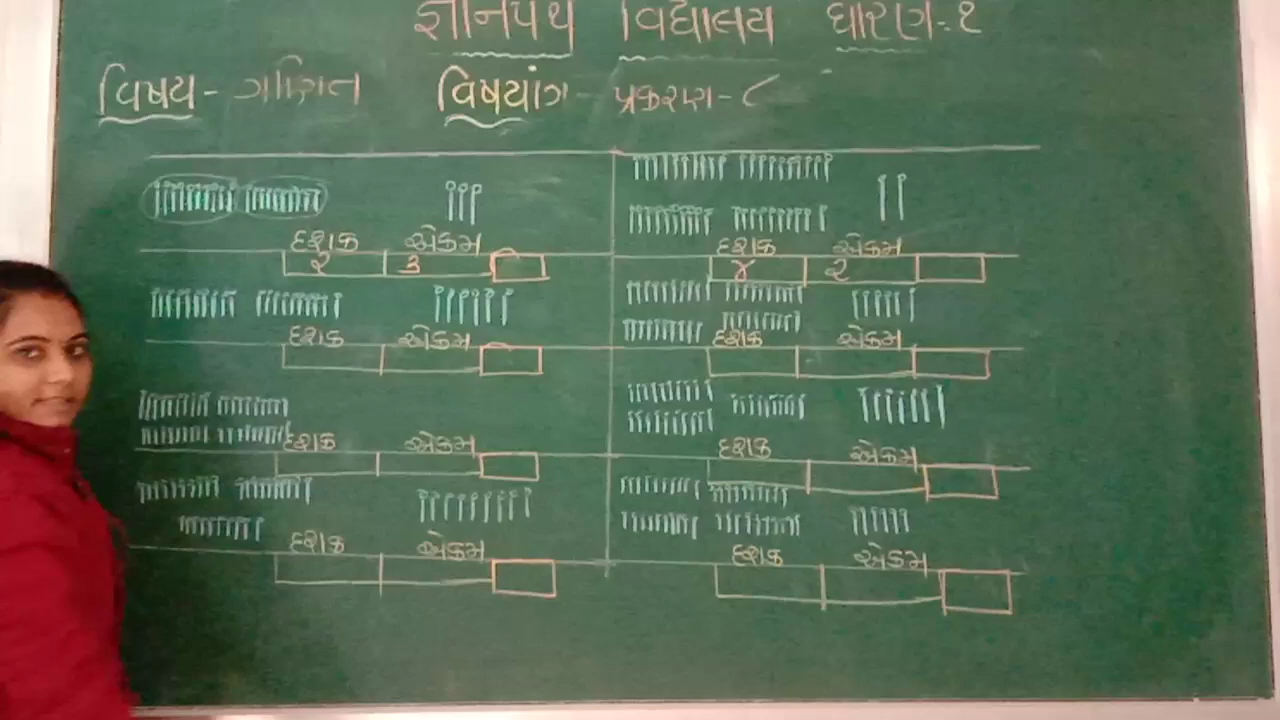 જ્ઞાનપથ વિદ્યાલય ધોરણ-૧
વિષય- ગણિત વિષયાંગ- પ્રકરણ-૮
દશક એકમ
૨ ૩
દશક એકમ
૪ ૨
દશક એકમ
દશક એકમ
દશક એકમ
દશક એકમ
દશક એકમ
દશક એકમ